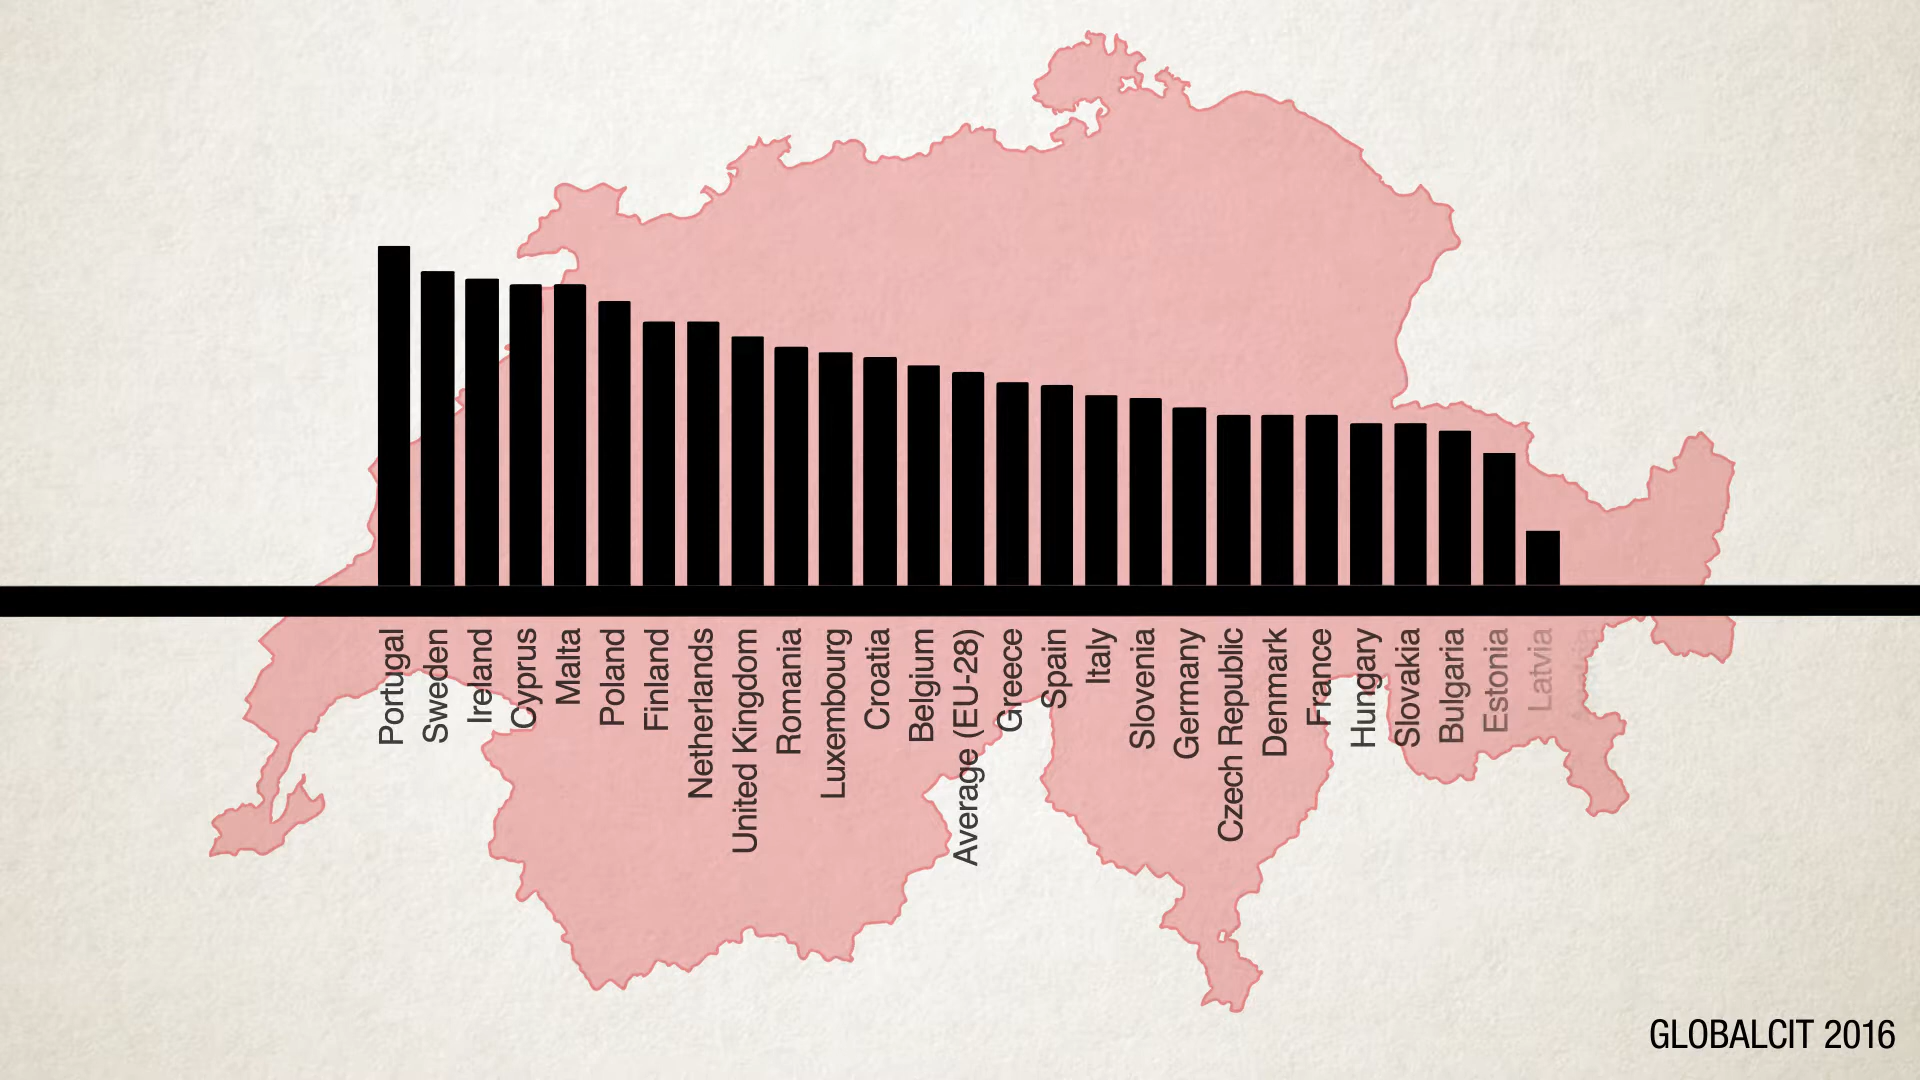 Portugal
Sweden
Ireland
Cyprus
Malta
Poland
Finland
Netherlands
United Kingdom
Romania
Luxembourg
Croatia
Belgium
Average (EU-28)
Greece
Spain
Italy
Slovenia
Germany
Czech Republic
Denmark
France
Hungary
Slovakia
Bulgaria
Estonia
Latvia
GLOBALCIT 2016